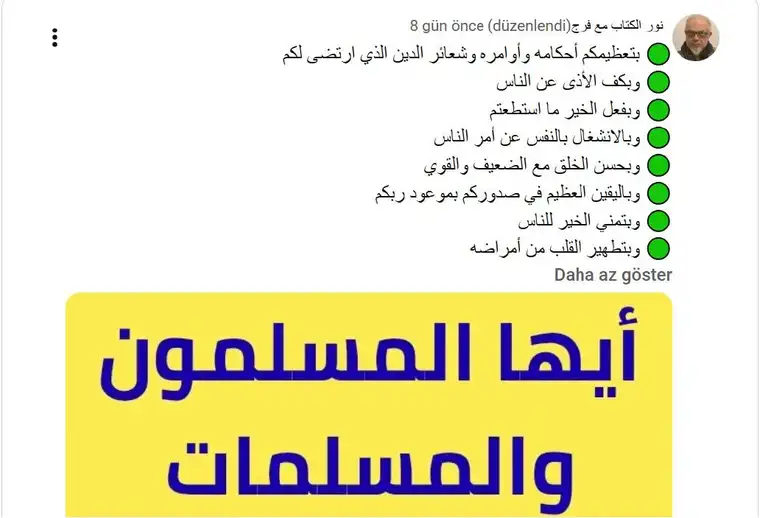 نور الكتاب مع فرج 8 gün önce (düzenlendi)
بتعظيمكم أحكامه وأوامره وشعائر الدين الذي ارتضى لكم
وبكف الأذى عن الناس
وبفعل الخير ما استطعتم
وبالانشغال بالنفس عن أمر الناس
وبحسن الخلق مع الضعيف والقوي
وباليقين العظيم في صدوركم بموعود ربكم
وبتمني الخير للناس
وبتطهير القلب من أمراضه
Daha az göster
أيها المسلمون
والمسلمات